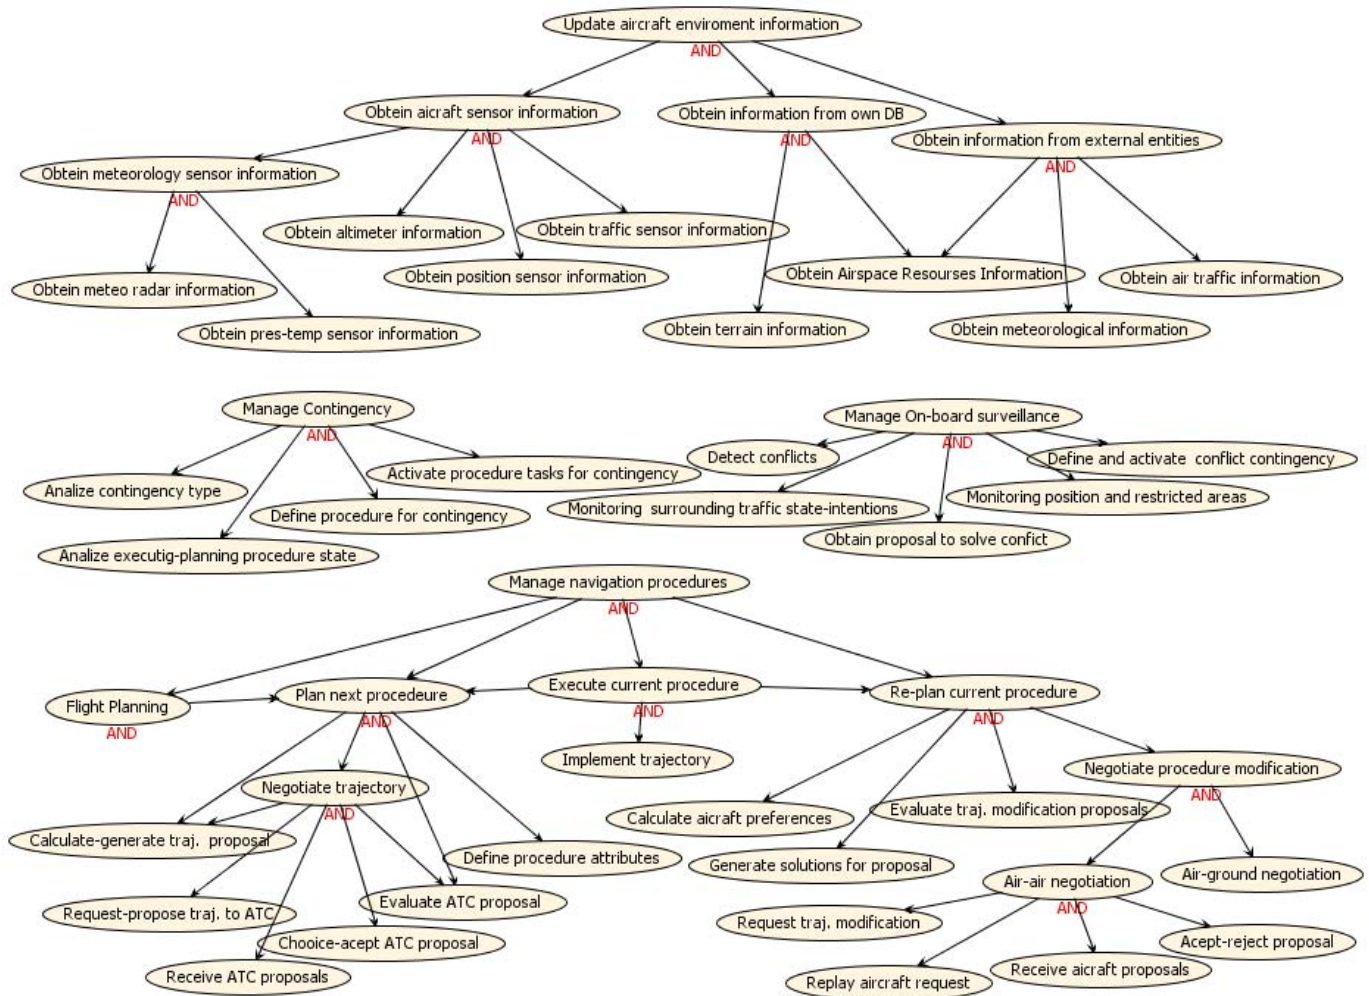 Update aircraft enviroment information
AND
Obtein aicraft sensor information
AND
Obtein information from own DB
AND
Obtein information from external entities
AND
Obtein meteorology sensor information
AND
Obtein altimeter information
Obtein traffic sensor information
Obtein position sensor information
Obtein Airspace Resourses Information
Obtein air traffic information
Obtein meteo radar information
Obtein pres-temp sensor information
Obtein terrain information
Obtein meteorological information
Manage Contingency
AND
Analize contingency type
Activate procedure tasks for contingency
Define procedure for contingency
Analize executig-planning procedure state
Manage On-board surveillance
AND
Detect conflicts
Define and activate conflict contingency
Monitoring surrounding traffic state-intentions
Monitoring position and restricted areas
Obtain proposal to solve confict
Manage navigation procedures
AND
Flight Planning
AND
Plan next procedeure
AND
Execute current procedure
AND
Re-plan current procedure
AND
Implement trajectory
Negotiate trajectory
AND
Negotiate procedure modification
AND
Calculate-generate traj. proposal
Define procedure attributes
Calculate aircraft preferences
Evaluate traj. modification proposals
Generate solutions for proposal
Air-air negotiation
AND
Air-ground negotiation
Request-propose traj. to ATC
Evaluate ATC proposal
Chooice-acept ATC proposal
Receive ATC proposals
Request traj. modification
Acept-reject proposal
Replay aircraft request
Receive aicraft proposals